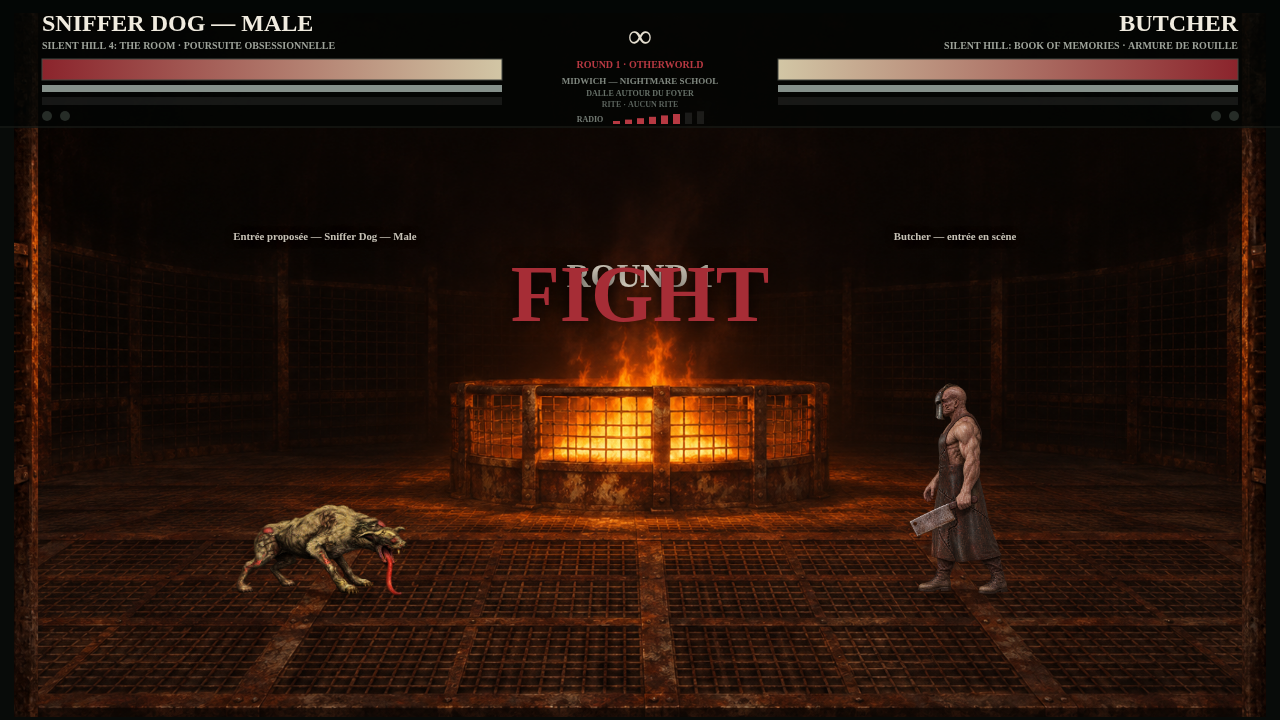 SNIFFER DOG — MALE
SILENT HILL 4: THE ROOM · POURSUITE OBSESSIONNELLE
∞
ROUND 1 · OTHERWORLD
MIDWICH — NIGHTMARE SCHOOL
DALLE AUTOUR DU FOYER
RITE · AUCUN RITE
RADIO
BUTCHER
SILENT HILL: BOOK OF MEMORIES · ARMURE DE ROUILLE
Entrée proposée — Sniffer Dog — Male
Butcher — entrée en scène
ROUND 1
FIGHT